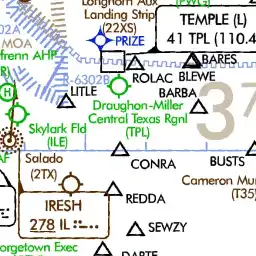 Longhorn Aux
Landing Strip
(22XS)
PRIZE
TEMPLE (L)
41 TPL (110.4
02A
MOA
frenn AHP
R-6302B
ROLAC
BARES
BLEWE
BARBA
LITLE
Draughon-Miller
Central Texas Rgnl
(TPL)
37
Skylark Fld
(ILE)
AF
Salado
(2TX)
CONRA
BUSTS
Cameron Mu
(T35)
IRESH
278 IL
REDDA
SEWZY
orgetown Exec